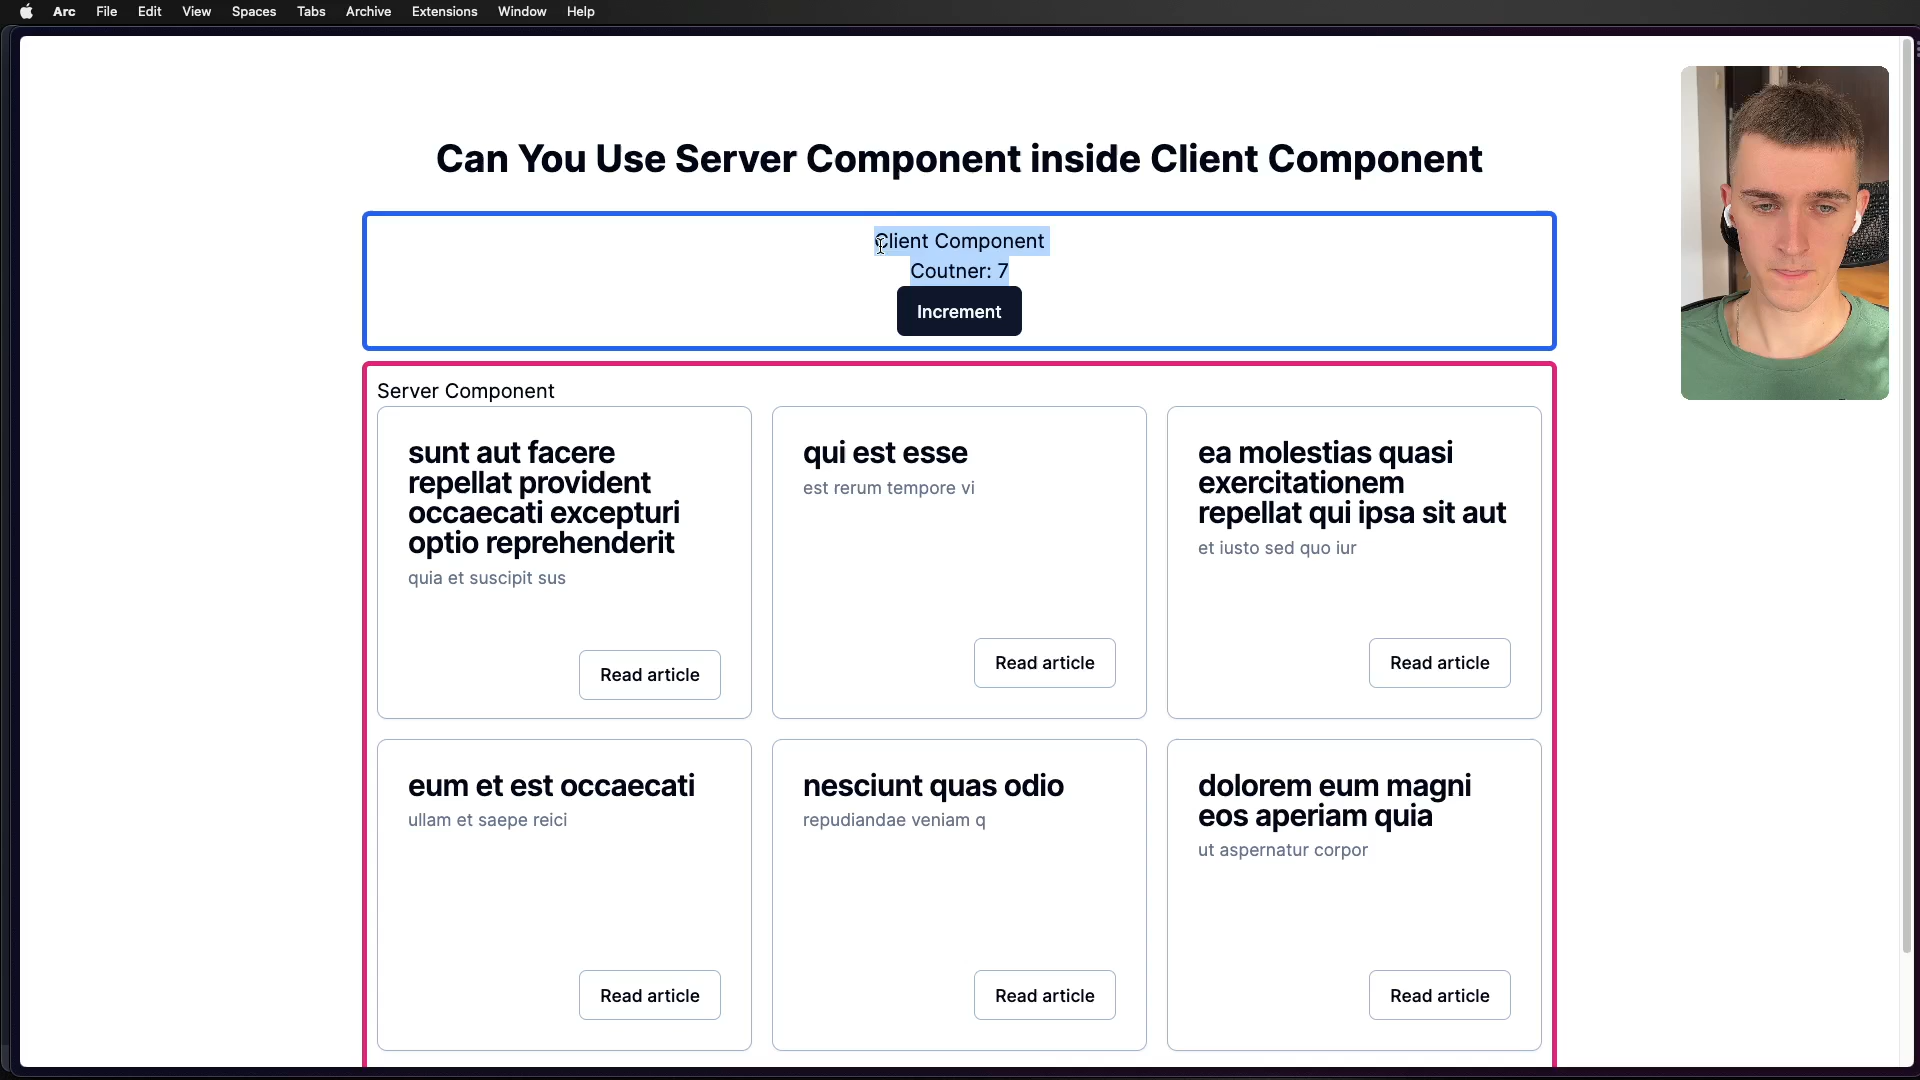 Arc File Edit View Spaces Tabs Archive Extensions Window Help
Can You Use Server Component inside Client Component
Client Component
Coutner: 7
Increment
Server Component
sunt aut facere
repellat provident
occaecati excepturi
optio reprehenderit
quia et suscipit sus
Read article
qui est esse
est rerum tempore vi
Read article
ea molestias quasi
exercitationem
repellat qui ipsa sit aut
et iusto sed quo iur
Read article
eum et est occaecati
ullam et saepe reici
Read article
nesciunt quas odio
repudiandae veniam q
Read article
dolorem eum magni
eos aperiam quia
ut aspernatur corpor
Read article